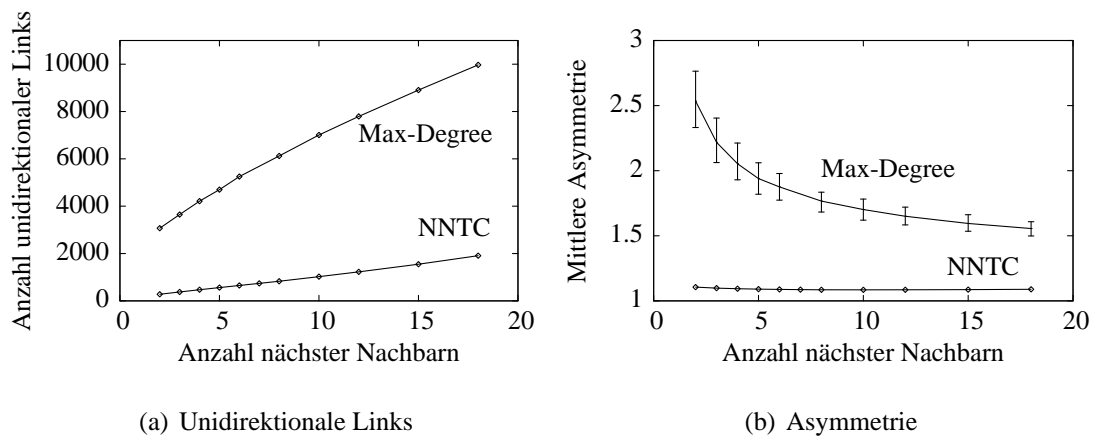 10000
8000
6000
4000
2000
0
0 5 10 15 20
Anzahl unidirektionaler Links
Anzahl nächster Nachbarn
Max-Degree
NNTC
(a) Unidirektionale Links
3
2.5
2
1.5
1
0 5 10 15 20
Mittlere Asymmetrie
Anzahl nächster Nachbarn
Max-Degree
NNTC
(b) Asymmetrie